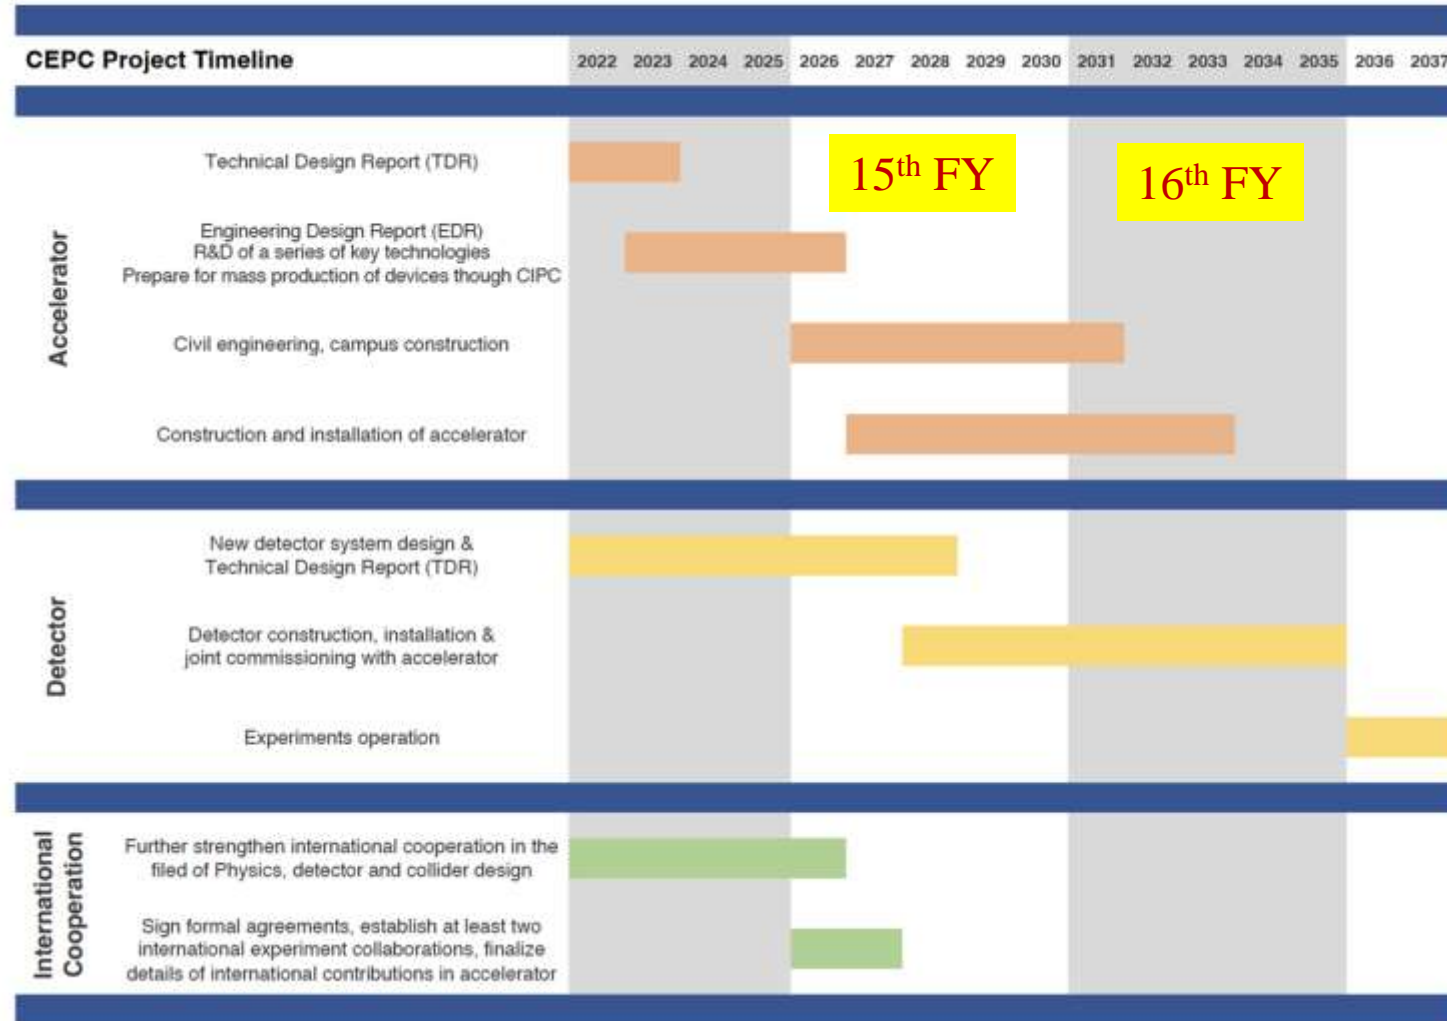 CEPC Project Timeline 2022 2023 2024 2025 2026 2027 2028 2029 2030 2031 2032 2033 2034 2035 2036 2037
Accelerator
Technical Design Report (TDR)
15th FY
16th FY
Engineering Design Report (EDR)
R&D of a series of key technologies
Prepare for mass production of devices though CIPC
Civil engineering, campus construction
Construction and installation of accelerator
Detector
New detector system design &
Technical Design Report (TDR)
Detector construction, installation &
joint commissioning with accelerator
Experiments operation
International
Cooperation
Further strengthen international cooperation in the
filed of Physics, detector and collider design
Sign formal agreements, establish at least two
international experiment collaborations, finalize
details of international contributions in accelerator